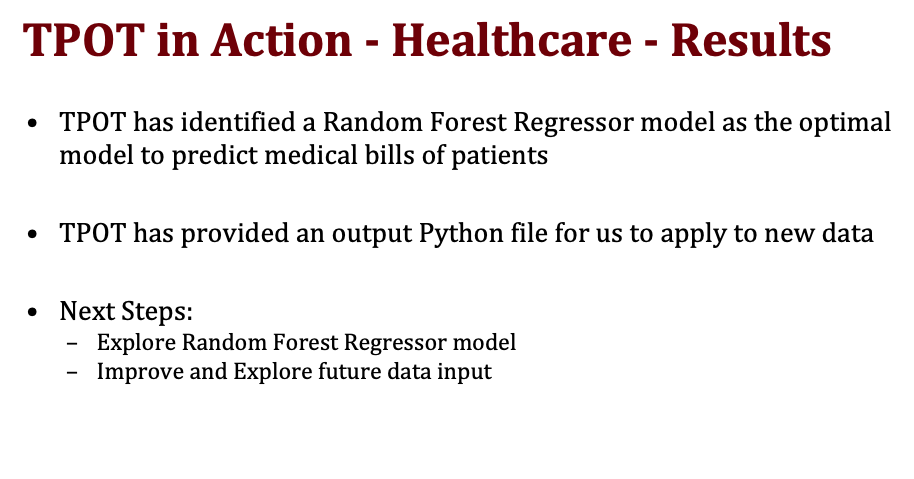 TPOT in Action - Healthcare - Results
• TPOT has identified a Random Forest Regressor model as the optimal
model to predict medical bills of patients
• TPOT has provided an output Python file for us to apply to new data
• Next Steps:
– Explore Random Forest Regressor model
– Improve and Explore future data input